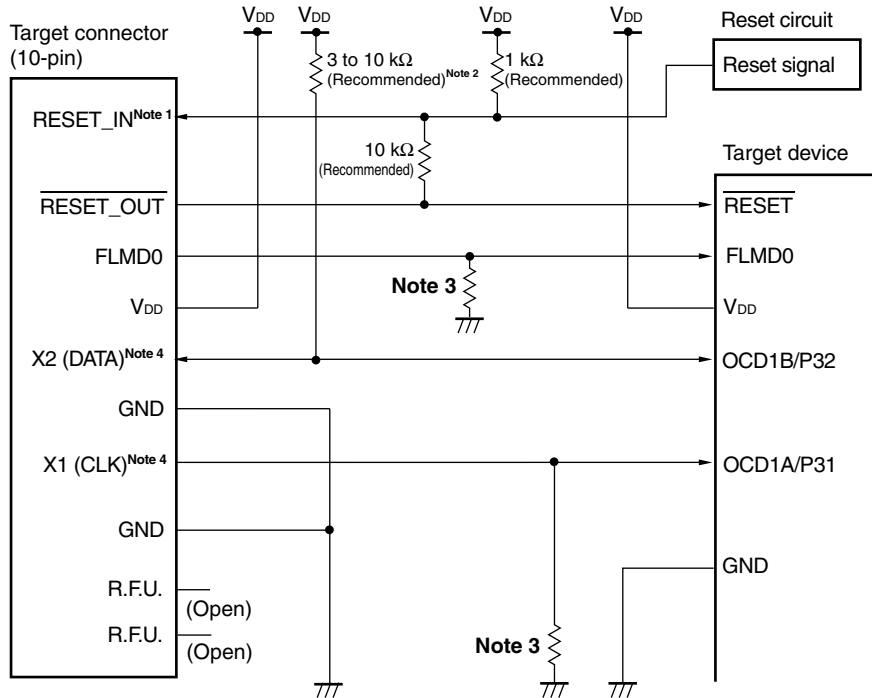 VDD VDD VDD VDD
Reset circuit
Reset signal
Target connector
(10-pin)
3 to 10 kΩ
(Recommended)Note 2
1 kΩ
(Recommended)
RESET_INNote 1
10 kΩ
(Recommended)
Target device
RESET_OUT
RESET
FLMD0
FLMD0
Note 3
VDD
VDD
X2 (DATA)Note 4
OCD1B/P32
GND
X1 (CLK)Note 4
OCD1A/P31
GND
GND
R.F.U.
(Open)
R.F.U.
(Open)
Note 3